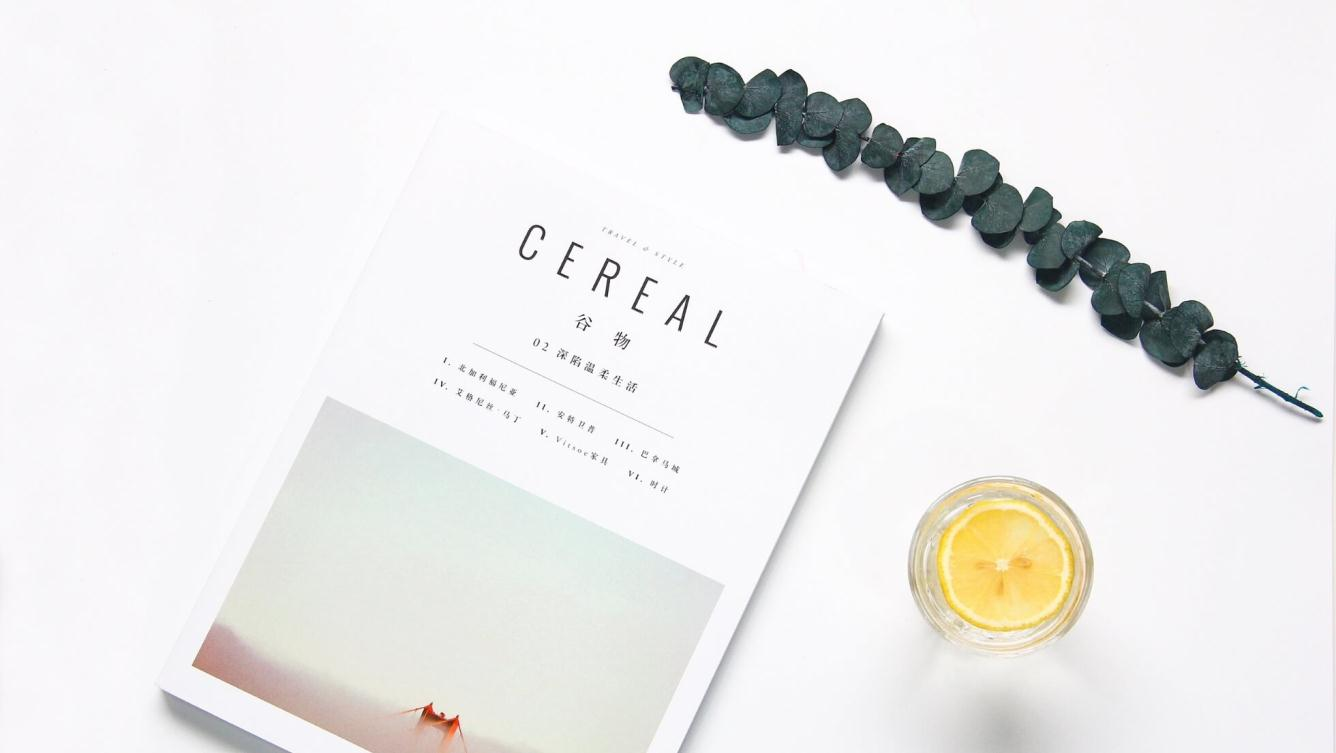 TRAVEL & STYLE
CEREAL
谷 物
02 深陷温柔生活
I. 北加利福尼亚 II. 安特卫普 III. 巴拿马城
IV. 艾格尼丝·马丁 V. Vitsoe家具 VI. 时计